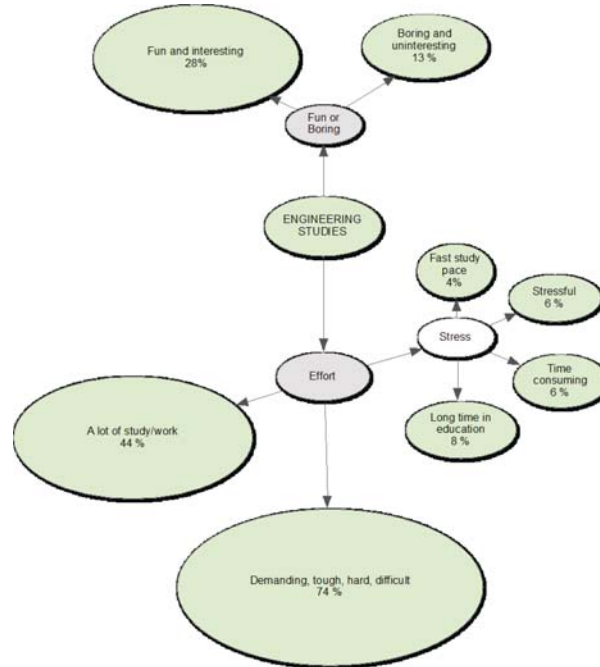 Fun and interesting
28%
Boring and
uninteresting
13 %
Fun or
Boring
ENGINEERING
STUDIES
Fast study
pace
4%
Stressful
6 %
Stress
Time
consuming
6 %
Effort
Long time in
education
8 %
A lot of study/work
44 %
Demanding, tough, hard, difficult
74 %